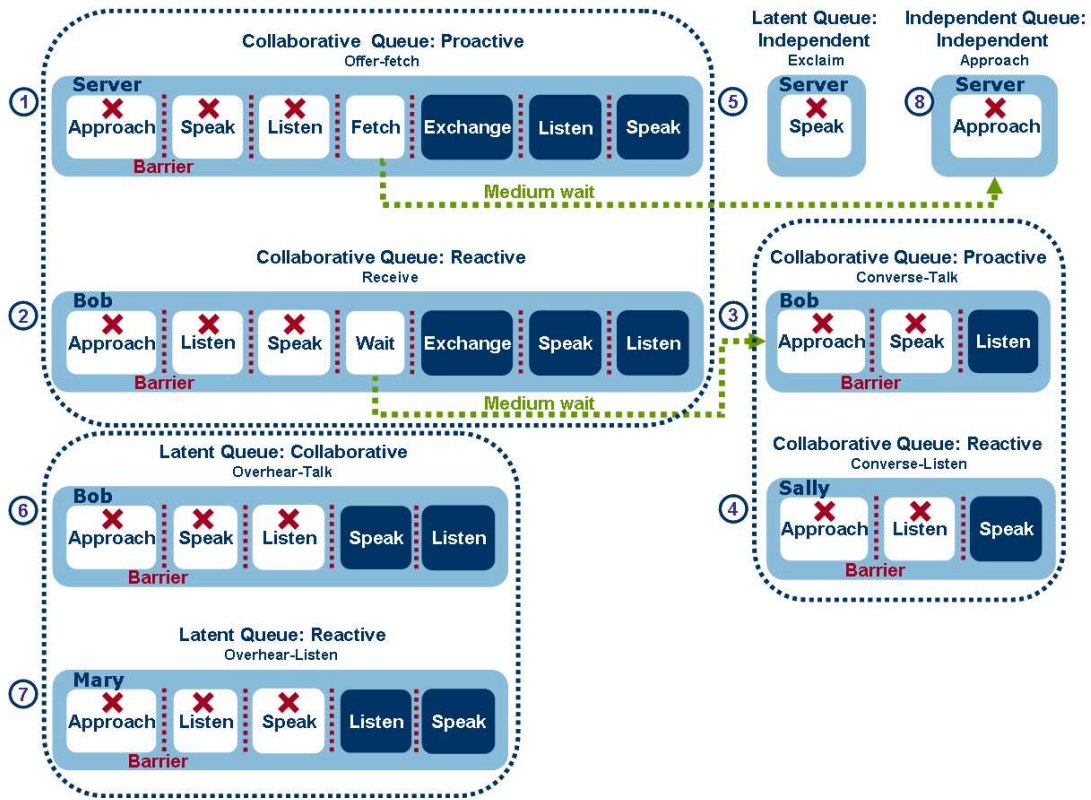 Collaborative Queue: Proactive
Offer-fetch
1
Server
Approach
Speak
Listen
Fetch
Exchange
Listen
Speak
Barrier
Medium wait
Collaborative Queue: Reactive
Receive
2
Bob
Approach
Listen
Speak
Wait
Exchange
Speak
Listen
Barrier
Medium wait
Latent Queue:
Independent
Exclaim
5
Server
Speak
Independent Queue:
Independent
Approach
8
Server
Approach
Collaborative Queue: Proactive
Converse-Talk
3
Bob
Approach
Speak
Listen
Barrier
Collaborative Queue: Reactive
Converse-Listen
4
Sally
Approach
Listen
Speak
Barrier
Latent Queue: Collaborative
Overhear-Talk
6
Bob
Approach
Speak
Listen
Speak
Listen
Barrier
Latent Queue: Reactive
Overhear-Listen
7
Mary
Approach
Listen
Speak
Listen
Speak
Barrier